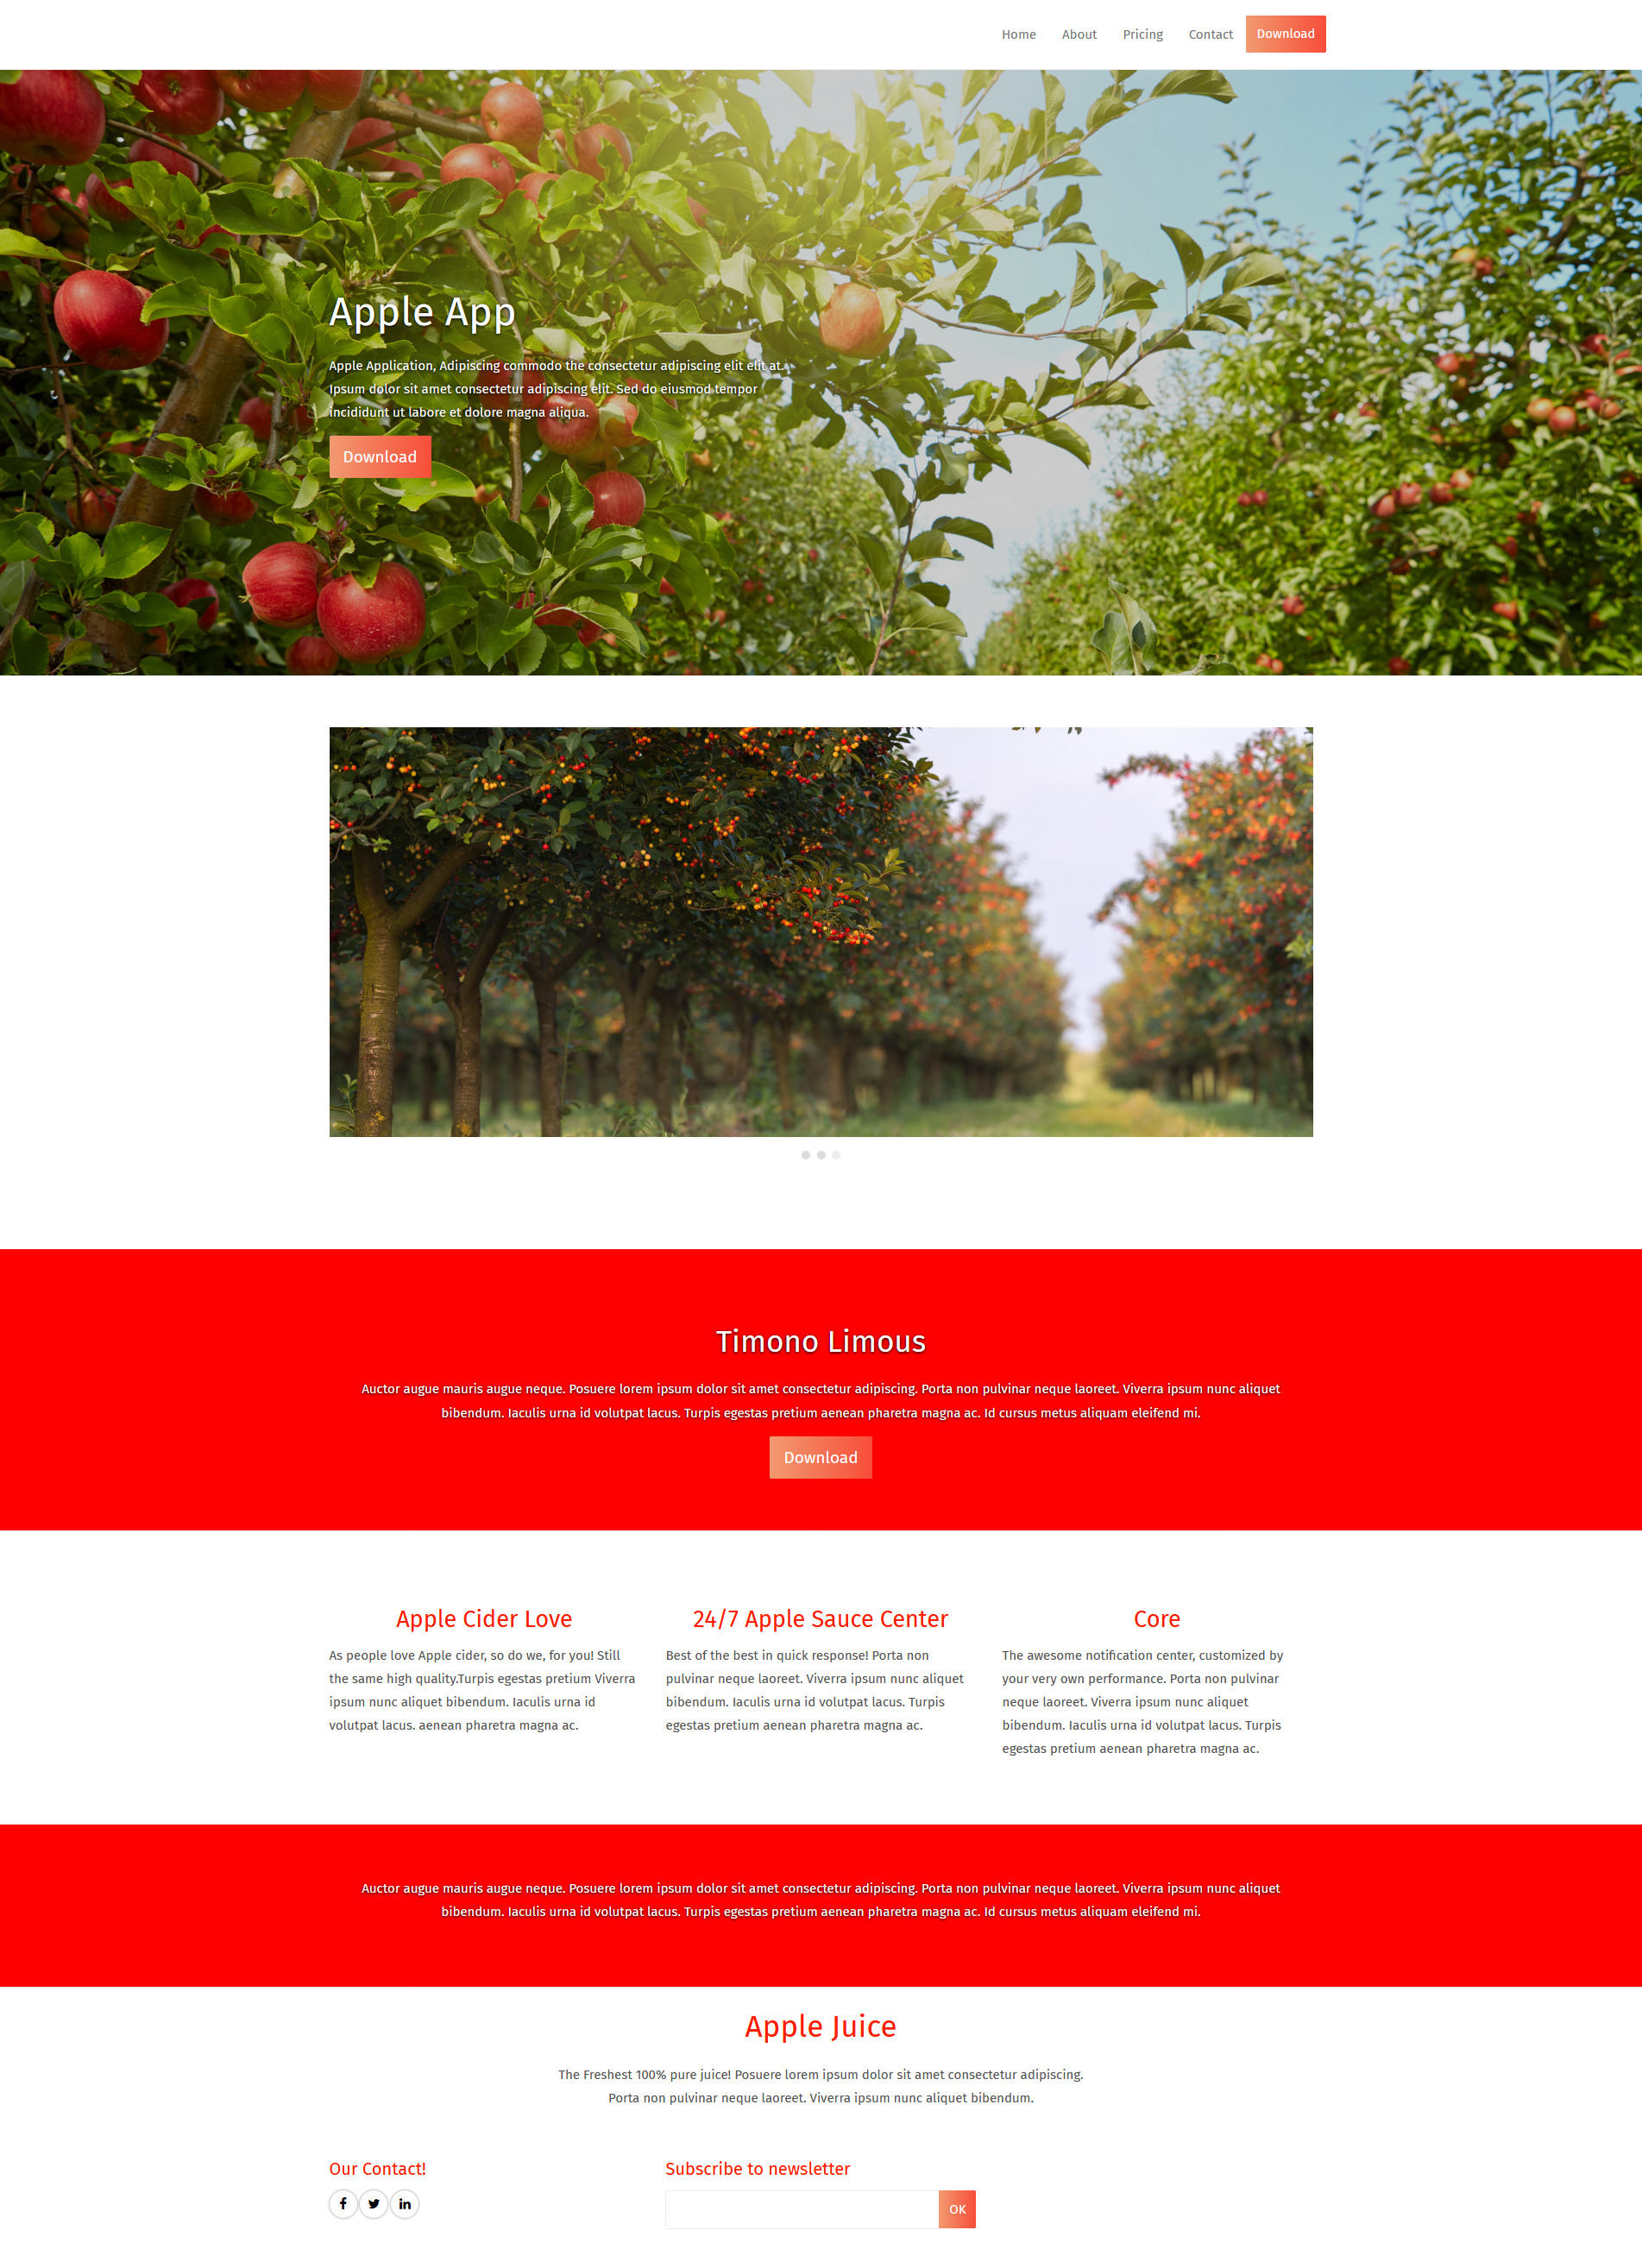 Home About Pricing Contact Download
Apple App
Apple Application, Adipiscing commodo the consectetur adipiscing elit elit at.
Ipsum dolor sit amet consectetur adipiscing elit. Sed do eiusmod tempor
incididunt ut labore et dolore magna aliqua.
Download
Timono Limous
Auctor augue mauris augue neque. Posuere lorem ipsum dolor sit amet consectetur adipiscing. Porta non pulvinar neque laoreet. Viverra ipsum nunc aliquet
bibendum. Iaculis urna id volutpat lacus. Turpis egestas pretium aenean pharetra magna ac. Id cursus metus aliquam eleifend mi.
Download
Apple Cider Love
As people love Apple cider, so do we, for you! Still
the same high quality.Turpis egestas pretium Viverra
ipsum nunc aliquet bibendum. Iaculis urna id
volutpat lacus. aenean pharetra magna ac.
24/7 Apple Sauce Center
Best of the best in quick response! Porta non
pulvinar neque laoreet. Viverra ipsum nunc aliquet
bibendum. Iaculis urna id volutpat lacus. Turpis
egestas pretium aenean pharetra magna ac.
Core
The awesome notification center, customized by
your very own performance. Porta non pulvinar
neque laoreet. Viverra ipsum nunc aliquet
bibendum. Iaculis urna id volutpat lacus. Turpis
egestas pretium aenean pharetra magna ac.
Auctor augue mauris augue neque. Posuere lorem ipsum dolor sit amet consectetur adipiscing. Porta non pulvinar neque laoreet. Viverra ipsum nunc aliquet
bibendum. Iaculis urna id volutpat lacus. Turpis egestas pretium aenean pharetra magna ac. Id cursus metus aliquam eleifend mi.
Apple Juice
The Freshest 100% pure juice! Posuere lorem ipsum dolor sit amet consectetur adipiscing.
Porta non pulvinar neque laoreet. Viverra ipsum nunc aliquet bibendum.
Our Contact!
Subscribe to newsletter
OK